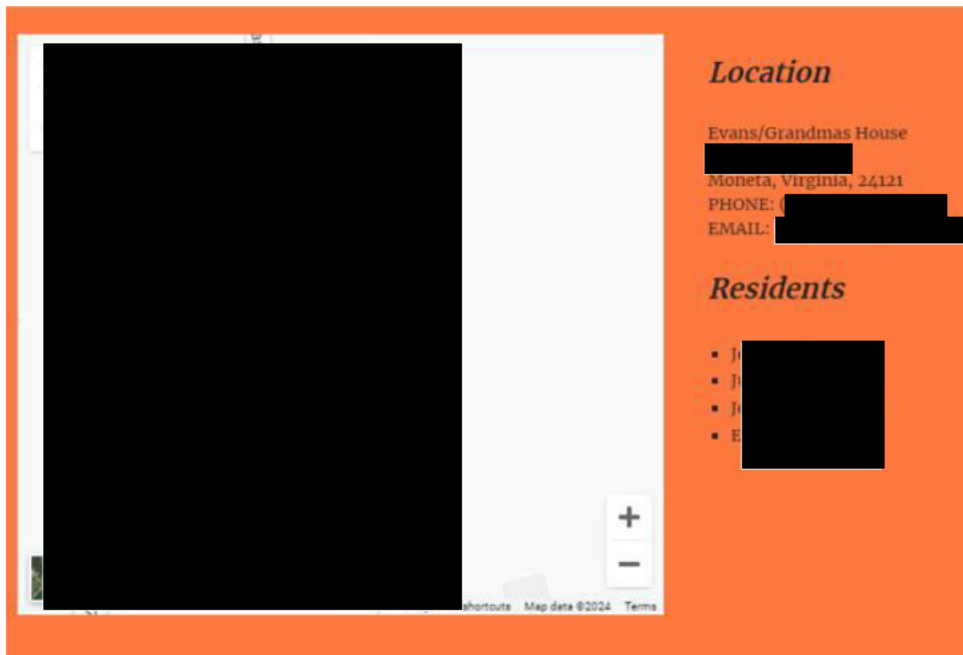 shortcuts
Map data ©2024
Terms
Location
Evans/Grandmas House
Moneta, Virginia, 24121
PHONE: (
EMAIL:
Residents